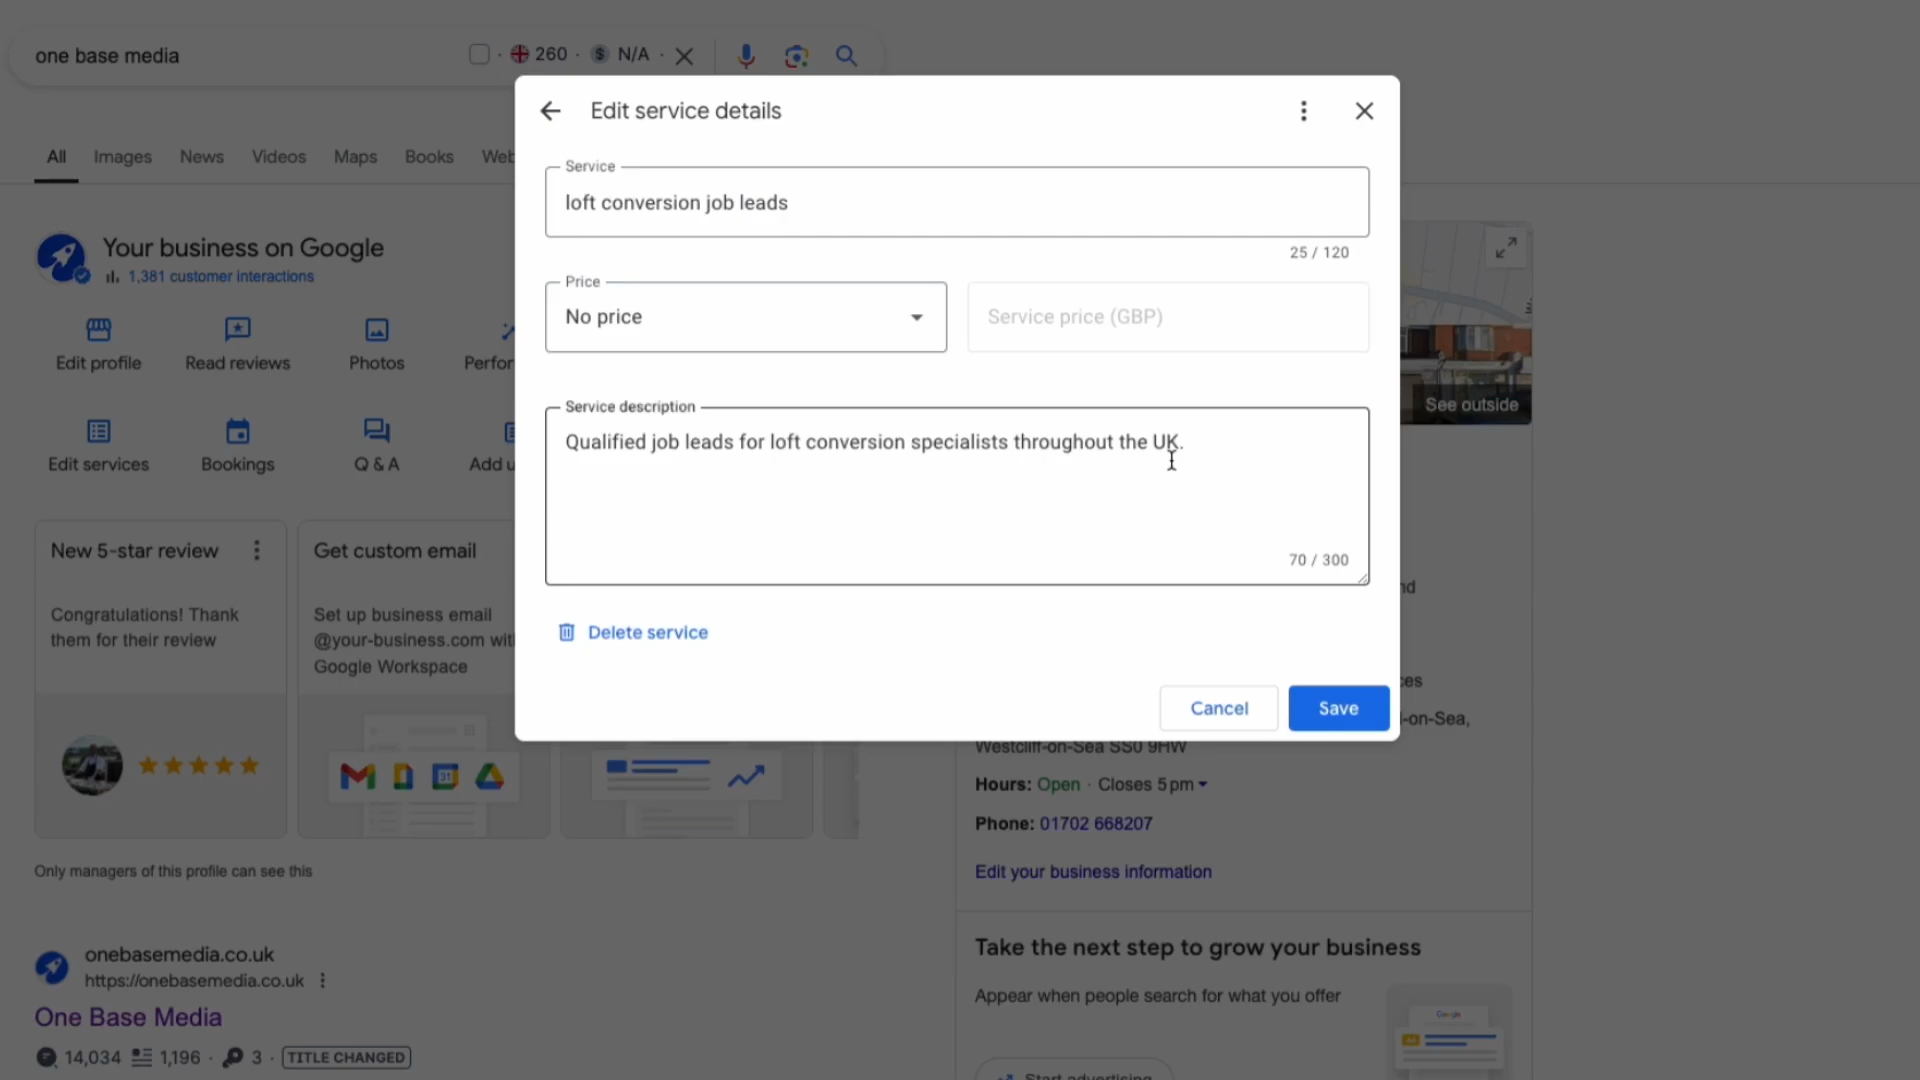 one base media
260 · N/A ·
Edit service details
All Images News Videos Maps Books
Service
loft conversion job leads
25 / 120
Your business on Google
1,381 customer interactions
Price
No price
Service price (GBP)
Edit profile Read reviews Photos
See outside
Service description
Qualified job leads for loft conversion specialists throughout the UK.
70 / 300
Edit services Bookings Q & A
New 5-star review
Congratulations! Thank
them for their review
Get custom email
Set up business email
@your-business.com
Google Workspace
31
Delete service
Cancel Save
-on-Sea,
Westcliff-on-Sea SS0 9HW
Hours: Open · Closes 5 pm
Phone: 01702 668207
Edit your business information
Only managers of this profile can see this
Take the next step to grow your business
Appear when people search for what you offer
Google
Ad
Start advertising
onebasemedia.co.uk
https://onebasemedia.co.uk
One Base Media
14,034 1,196 · 3 · TITLE CHANGED